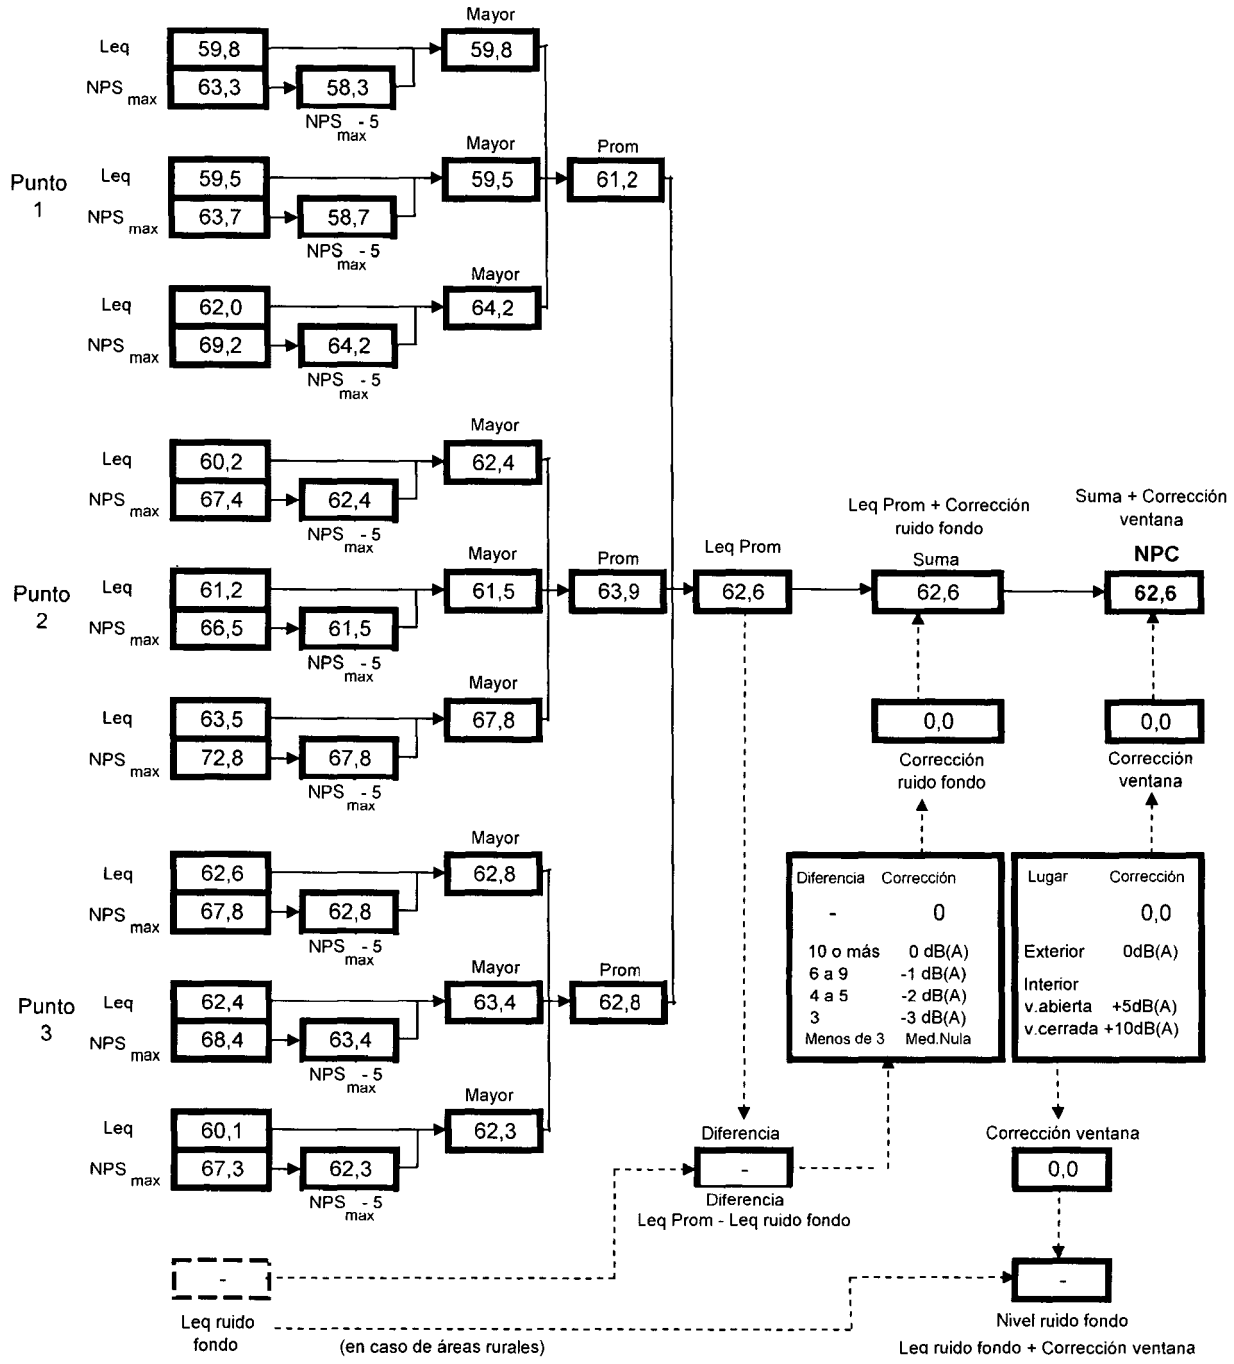 Mayor
Leq 59,8 59,8
NPS max 63,3 58,3
NPS max - 5
Mayor Prom
Punto 1
Leq 59,5 59,5 61,2
NPS max 63,7 58,7
NPS max - 5
Mayor
Leq 62,0 64,2
NPS max 69,2 64,2
NPS max - 5
Mayor
Leq 60,2 62,4
NPS max 67,4 62,4
NPS max - 5
Leq Prom + Corrección
ruido fondo
Suma + Corrección
ventana
Mayor Prom Leq Prom Suma NPC
Punto 2
Leq 61,2 61,5 63,9 62,6 62,6 62,6
NPS max 66,5 61,5
NPS max - 5
Mayor
Leq 63,5 67,8
NPS max 72,8 67,8
NPS max - 5
0,0
Corrección
ruido fondo
0,0
Corrección
ventana
Mayor
Leq 62,6 62,8
NPS max 67,8 62,8
NPS max - 5
Mayor Prom
Punto 3
Leq 62,4 63,4 62,8
NPS max 68,4 63,4
NPS max - 5
Mayor
Leq 60,1 62,3
NPS max 67,3 62,3
NPS max - 5
Diferencia Corrección
- 0
10 o más 0 dB(A)
6 a 9 -1 dB(A)
4 a 5 -2 dB(A)
3 -3 dB(A)
Menos de 3 Med.Nula
Lugar Corrección
0,0
Exterior 0dB(A)
Interior
v.abierta +5dB(A)
v.cerrada +10dB(A)
Diferencia
-
Diferencia
Leq Prom - Leq ruido fondo
Corrección ventana
0,0
-
Leq ruido
fondo
(en caso de áreas rurales)
-
Nivel ruido fondo
Leq ruido fondo + Corrección ventana